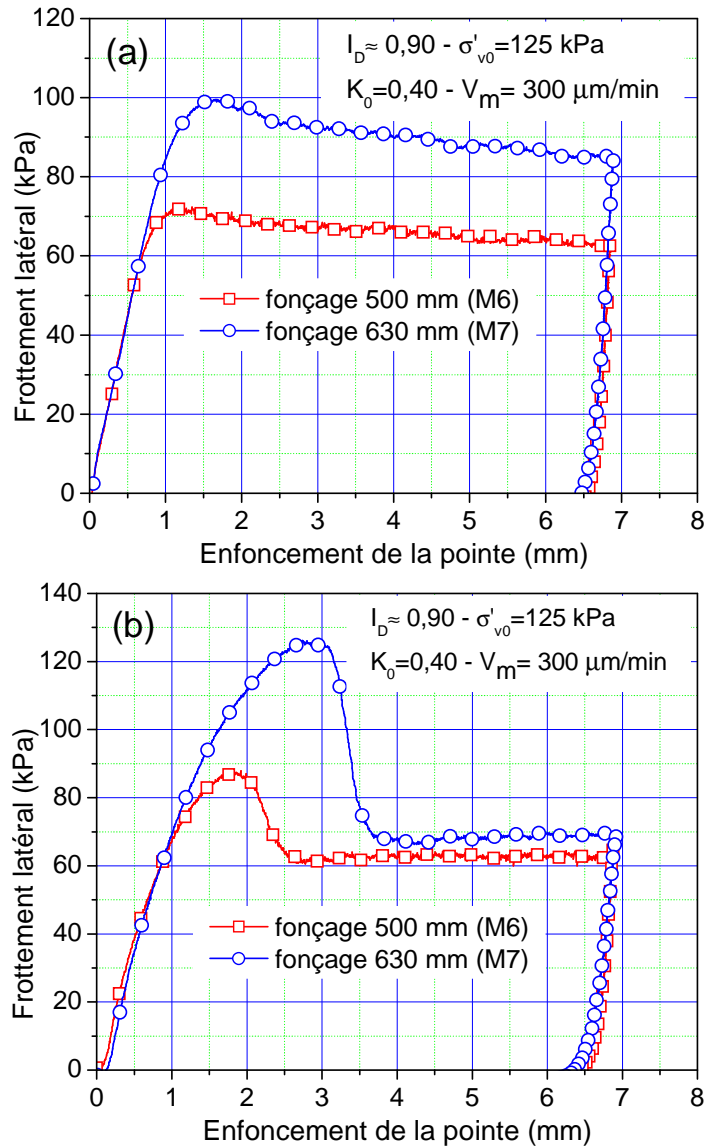 (a)
I_D≈ 0,90 - σ'_v0=125 kPa
K_0=0,40 - V_m= 300 μm/min
120
100
80
60
40
20
0
Frottement latéral (kPa)
fonçage 500 mm (M6)
fonçage 630 mm (M7)
0 1 2 3 4 5 6 7 8
Enfoncement de la pointe (mm)
(b)
I_D≈ 0,90 - σ'_v0=125 kPa
K_0=0,40 - V_m= 300 μm/min
140
120
100
80
60
40
20
0
Frottement latéral (kPa)
fonçage 500 mm (M6)
fonçage 630 mm (M7)
0 1 2 3 4 5 6 7 8
Enfoncement de la pointe (mm)